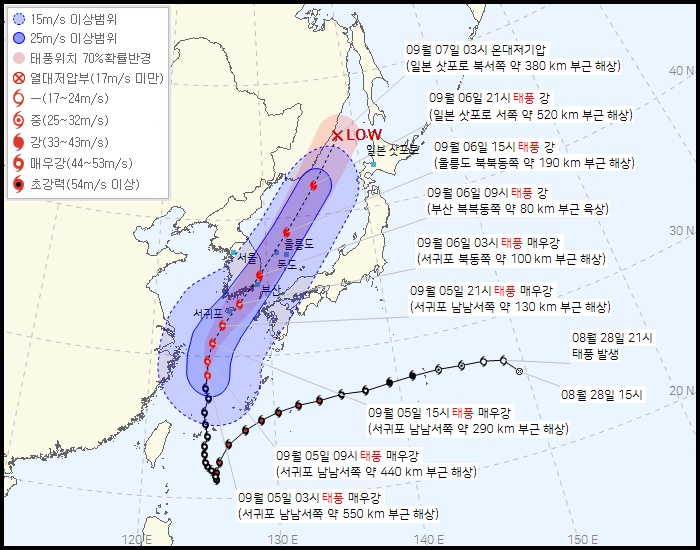 15m/s 이상범위
25m/s 이상범위
태풍위치 70%확률반경
열대저압부(17m/s 미만)
—(17~24m/s)
중(25~32m/s)
강(33~43m/s)
매우강(44~53m/s)
초강력(54m/s 이상)
09월 07일 03시 온대저기압
(일본 삿포로 북서쪽 약 380 km 부근 해상)
40 N
09월 06일 21시 태풍 강
(일본 삿포로 서쪽 약 520 km 부근 해상)
LOW
일본 삿포로
09월 06일 15시 태풍 강
(울릉도 북북동쪽 약 190 km 부근 해상)
09월 06일 09시 태풍 강
(부산 북북동쪽 약 80 km 부근 육상)
30 N
09월 06일 03시 태풍 매우강
(서귀포 북동쪽 약 100 km 부근 해상)
울릉도
서울
독도
부산
09월 05일 21시 태풍 매우강
(서귀포 남남서쪽 약 130 km 부근 해상)
서귀포
08월 28일 21시
태풍 발생
08월 28일 15시
20 N
09월 05일 15시 태풍 매우강
(서귀포 남남서쪽 약 290 km 부근 해상)
09월 05일 09시 태풍 매우강
(서귀포 남남서쪽 약 440 km 부근 해상)
09월 05일 03시 태풍 매우강
(서귀포 남남서쪽 약 550 km 부근 해상)
120 E
130 E
140 E
150 E